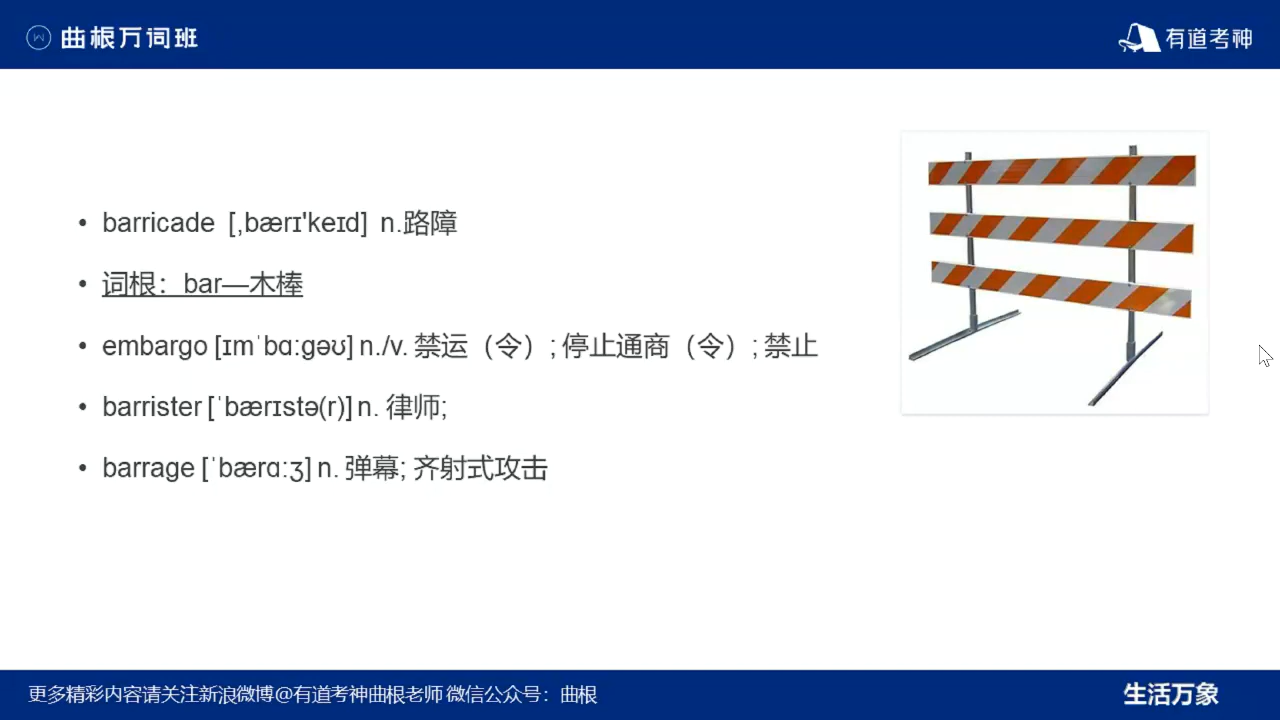 曲根万词班
有道考神
• barricade [ˌbærɪ'keɪd] n.路障
• 词根：bar—木棒
• embargo [ɪmˈbɑːgəʊ] n./v. 禁运（令）; 停止通商（令）; 禁止
• barrister [ˈbærɪstə(r)] n. 律师;
• barrage [ˈbærɑːʒ] n. 弹幕; 齐射式攻击
更多精彩内容请关注新浪微博@有道考神曲根老师 微信公众号：曲根
生活万象